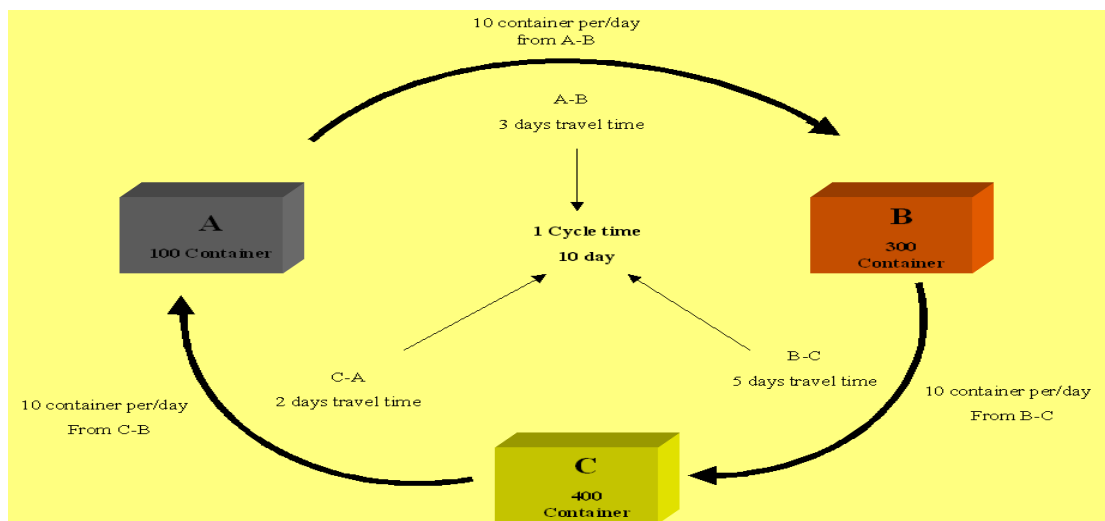 10 container per/day
from A-B
A-B
3 days travel time
A
100 Container
B
300
Container
1 Cycle time
10 day
C-A
2 days travel time
B-C
5 days travel time
10 container per/day
From C-B
10 container per/day
From B-C
C
400
Container